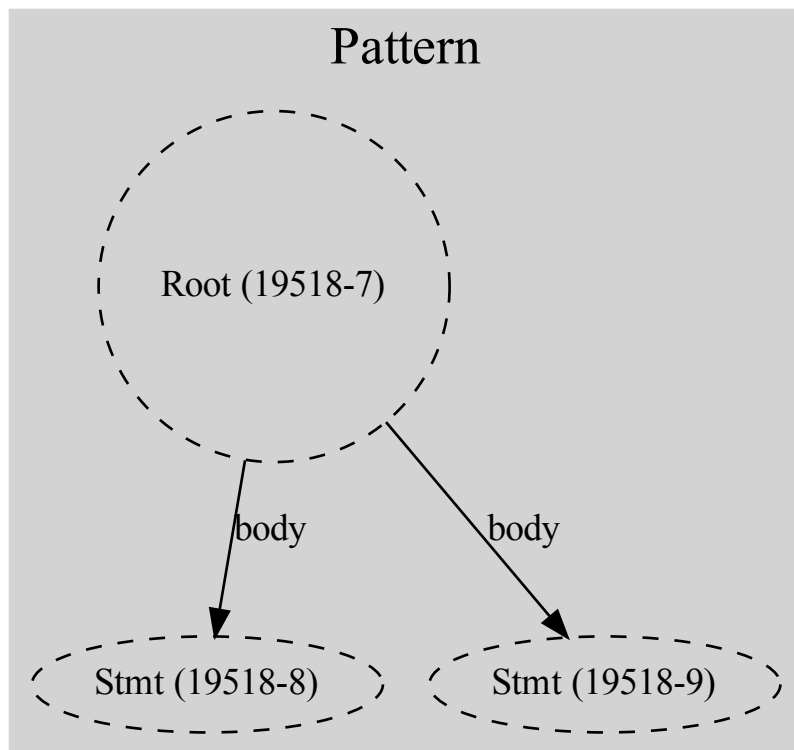 Pattern
Root (19518-7)
body
body
Stmt (19518-8)
Stmt (19518-9)